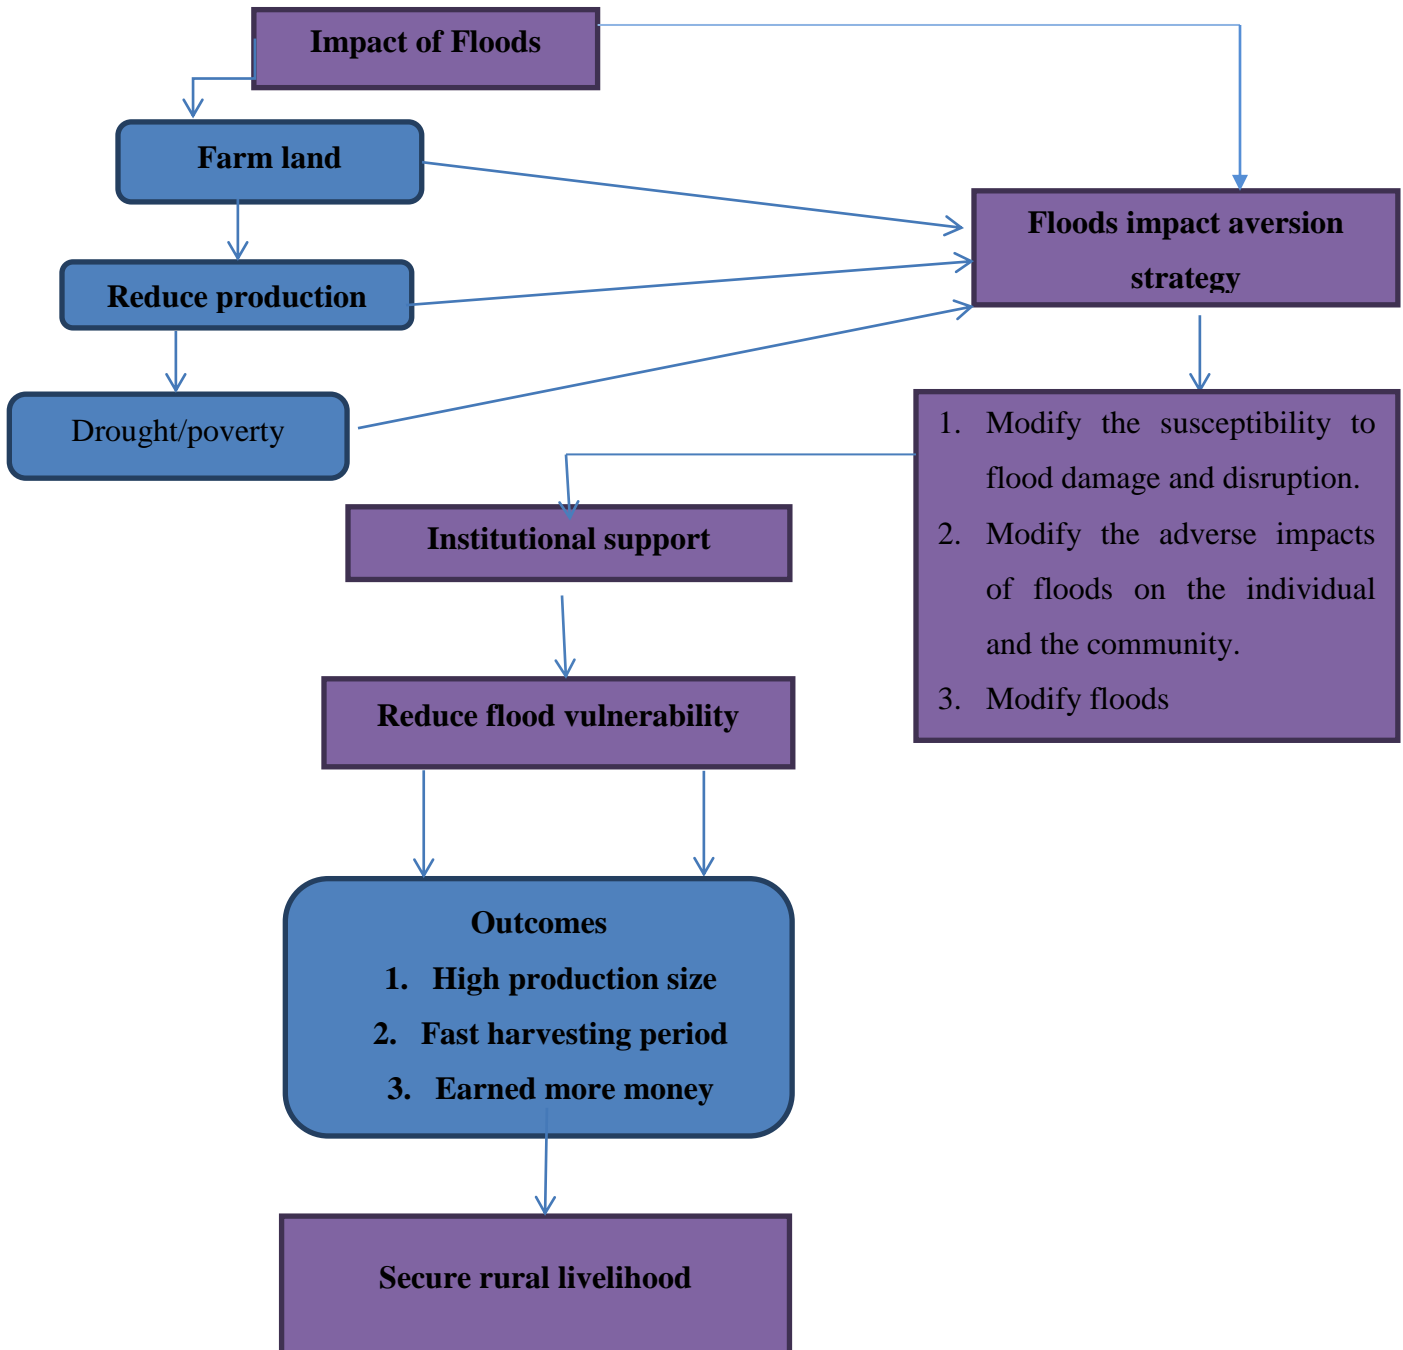 Impact of Floods
Farm land
Floods impact aversion
strategy
Reduce production
Drought/poverty
1. Modify the susceptibility to
flood damage and disruption.
2. Modify the adverse impacts
of floods on the individual
and the community.
3. Modify floods
Institutional support
Reduce flood vulnerability
Outcomes
1. High production size
2. Fast harvesting period
3. Earned more money
Secure rural livelihood